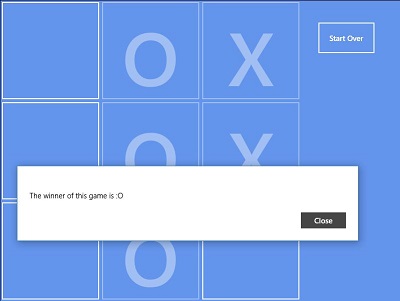 O X
Start Over
O X
The winner of this game is :O
Close
O